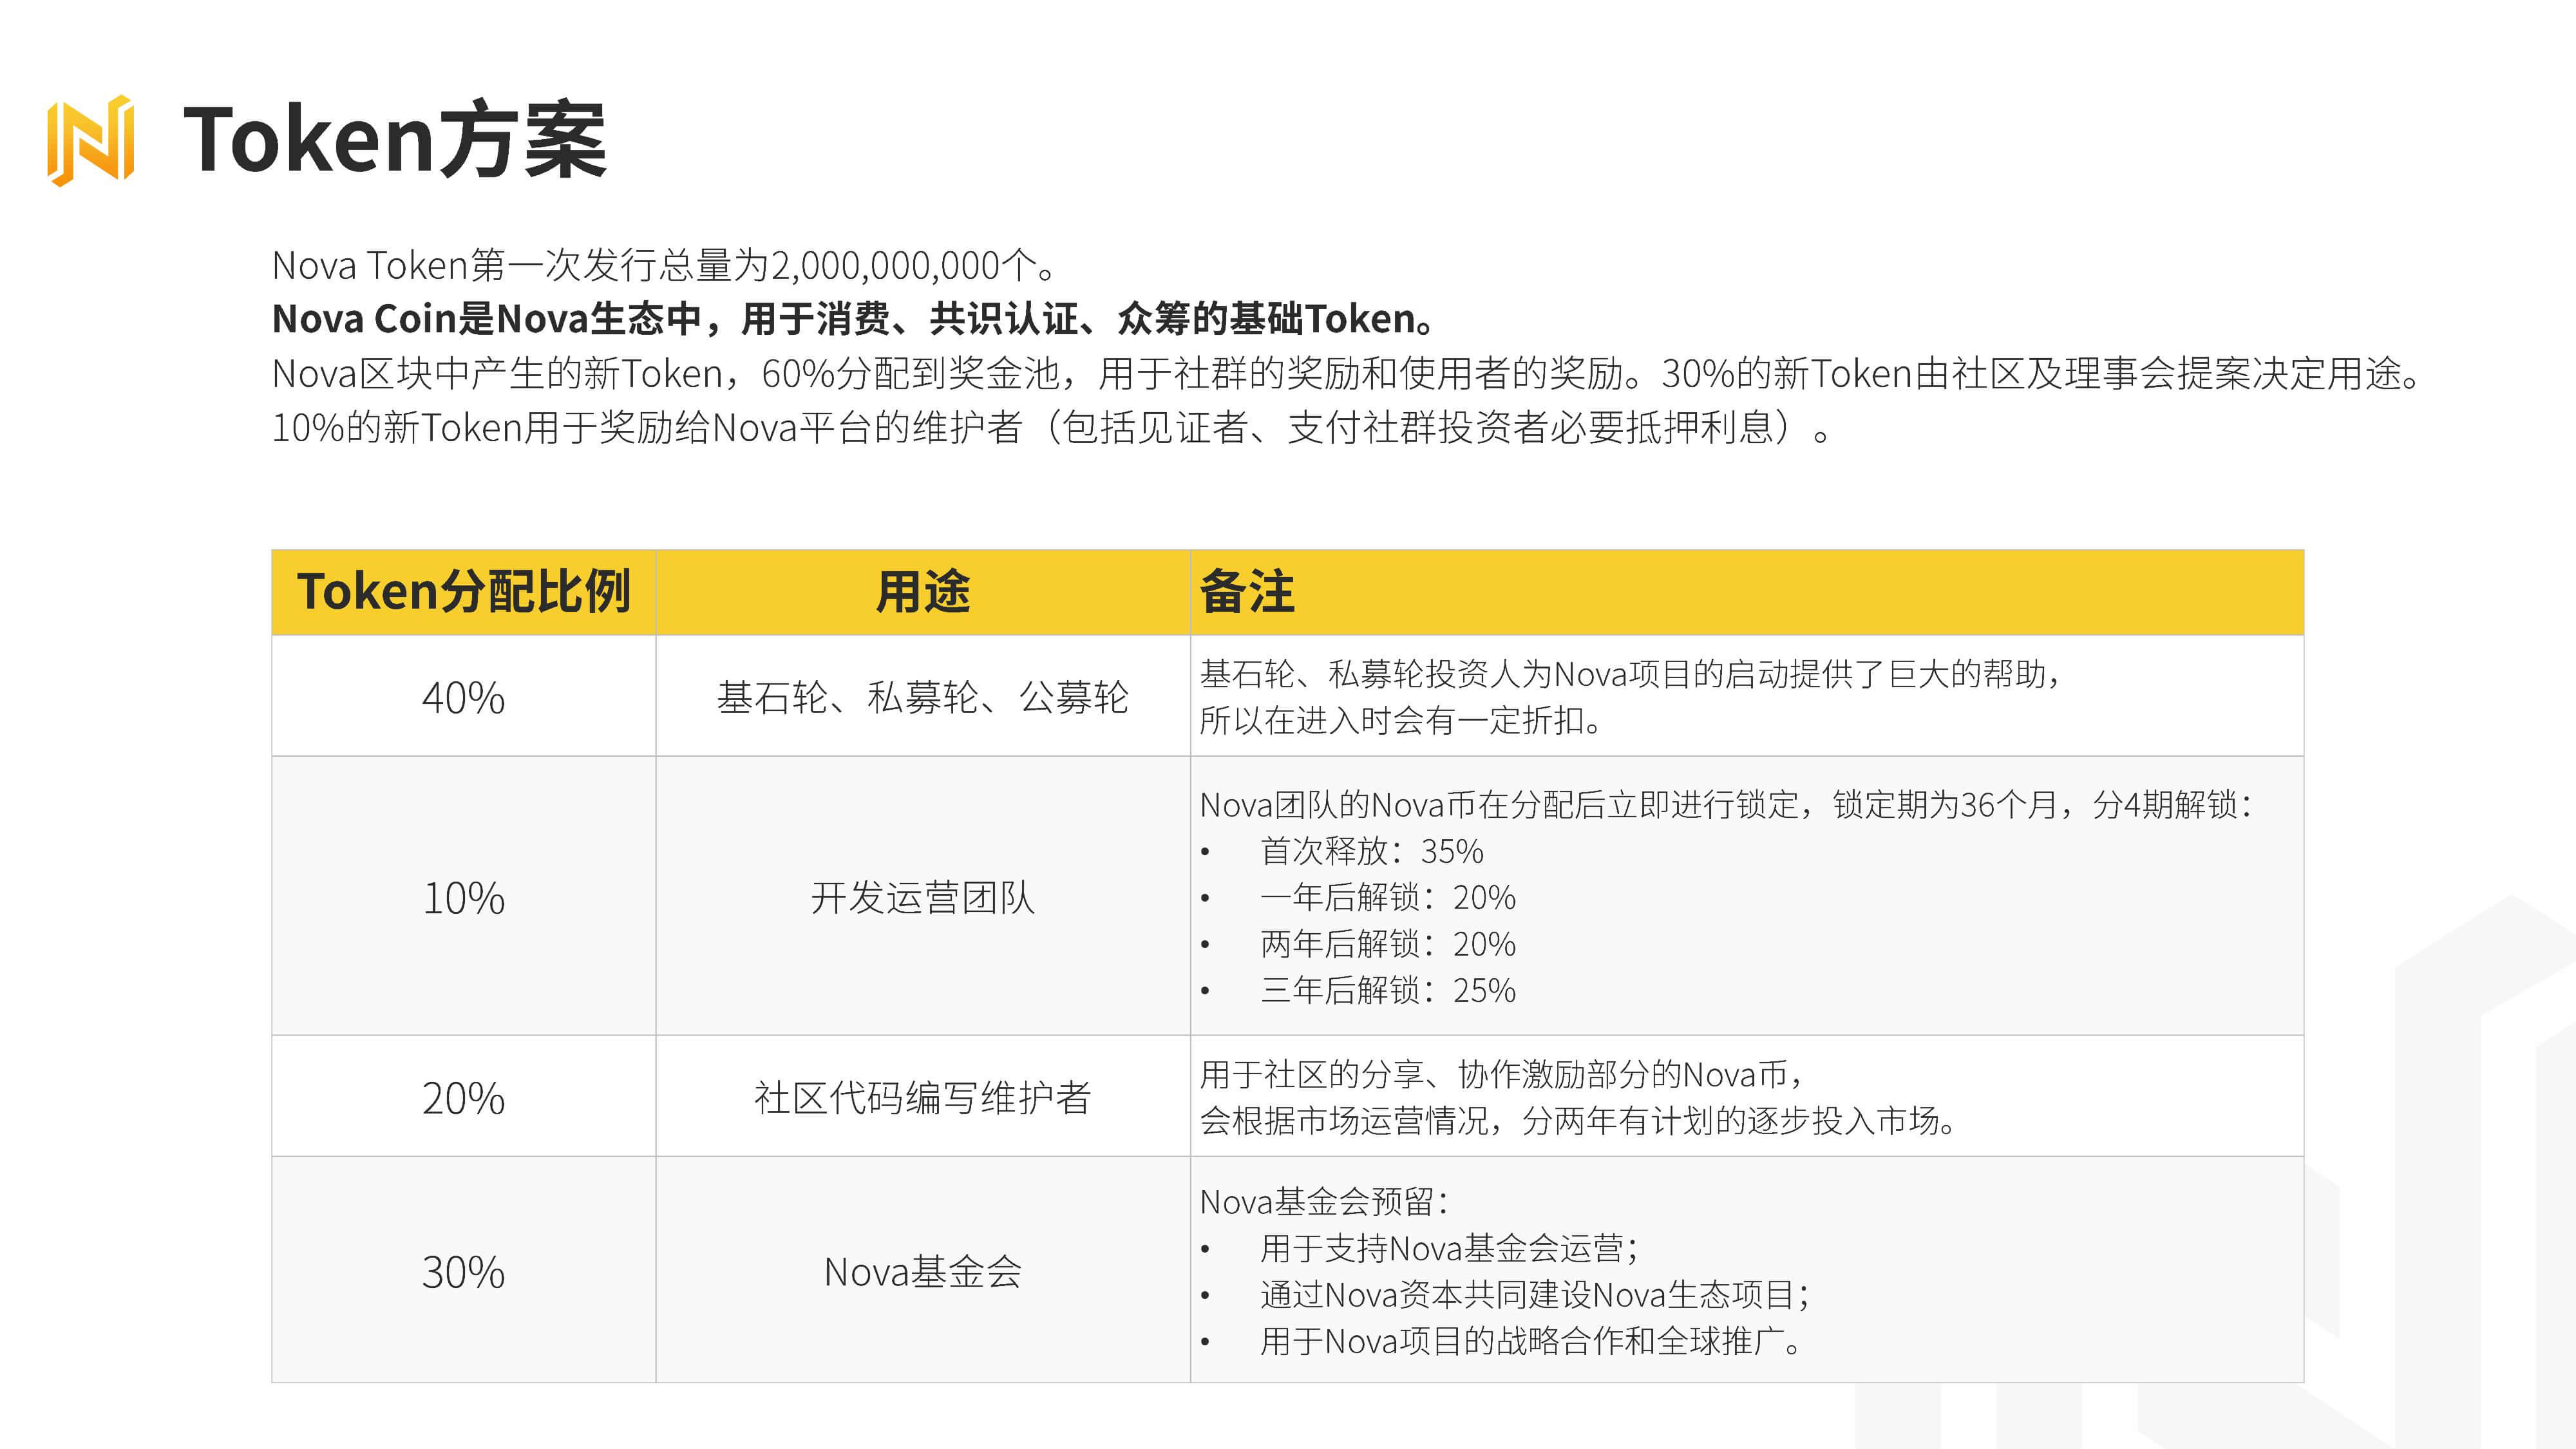 Token方案
Nova Token第一次发行总量为2,000,000,000个。
Nova Coin是Nova生态中，用于消费、共识认证、众筹的基础Token。
Nova区块中产生的新Token，60%分配到奖金池，用于社群的奖励和使用者的奖励。30%的新Token由社区及理事会提案决定用途。
10%的新Token用于奖励给Nova平台的维护者（包括见证者、支付社群投资者必要抵押利息）。
Token分配比例 用途 备注
40% 基石轮、私募轮、公募轮
基石轮、私募轮投资人为Nova项目的启动提供了巨大的帮助，
所以在进入时会有一定折扣。
10% 开发运营团队
Nova团队的Nova币在分配后立即进行锁定，锁定期为36个月，分4期解锁：
• 首次释放：35%
• 一年后解锁：20%
• 两年后解锁：20%
• 三年后解锁：25%
20% 社区代码编写维护者
用于社区的分享、协作激励部分的Nova币，
会根据市场运营情况，分两年有计划的逐步投入市场。
30% Nova基金会
Nova基金会预留：
• 用于支持Nova基金会运营；
• 通过Nova资本共同建设Nova生态项目；
• 用于Nova项目的战略合作和全球推广。